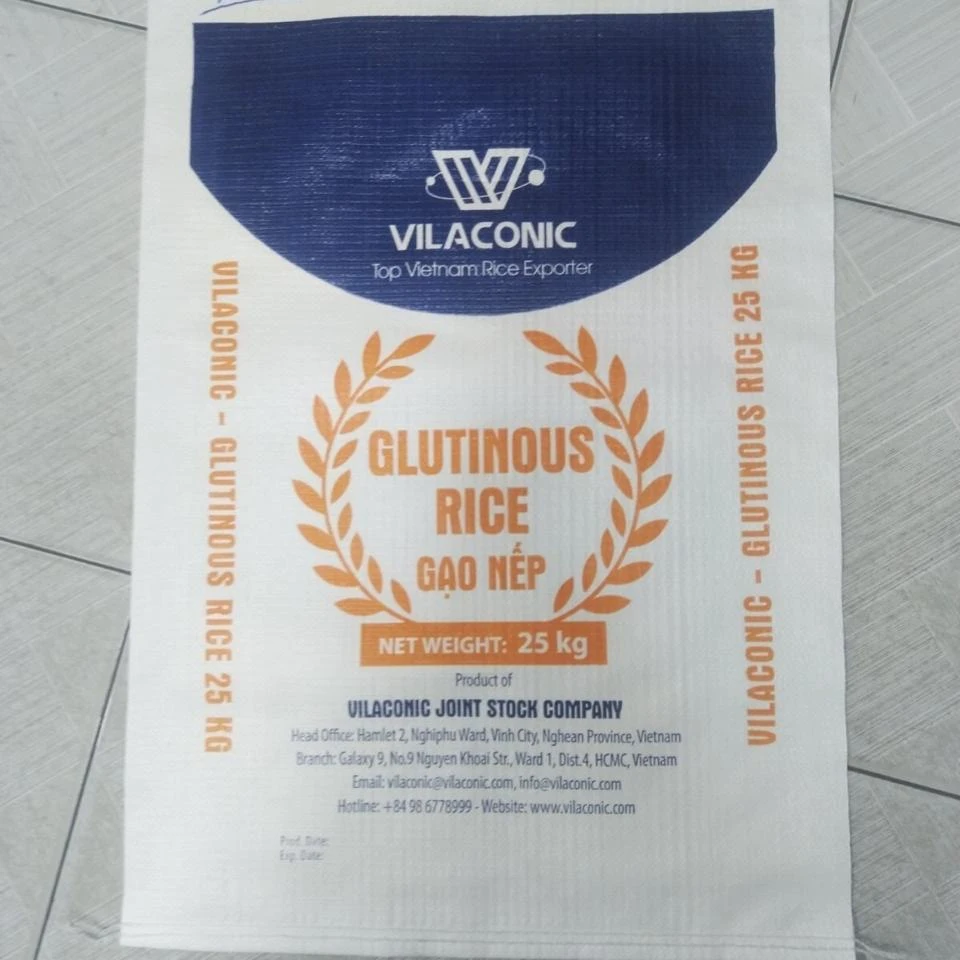 VILACONIC
Top Vietnam Rice Exporter
VILACONIC - GLUTINOUS RICE 25 KG
VILACONIC - GLUTINOUS RICE 25 KG
GLUTINOUS
RICE
GẠO NẾP
NET WEIGHT: 25 kg
Product of
VILACONIC JOINT STOCK COMPANY
Head Office: Hamlet 2, Nghiphu Ward, Vinh City, Nghean Province, Vietnam
Branch: Galaxy 9, No.9 Nguyen Khoai Str., Ward 1, Dist.4, HCMC, Vietnam
Email: vilaconic@vilaconic.com, info@vilaconic.com
Hotline: +84 98 6778999 - Website: www.vilaconic.com
Prod. Date:
Exp. Date: